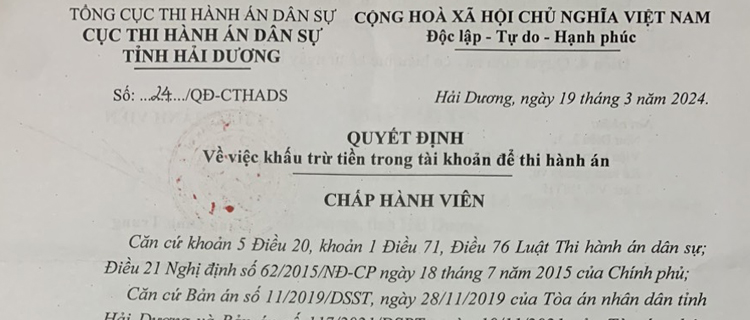 TỔNG CỤC THI HÀNH ÁN DÂN SỰ
CỤC THI HÀNH ÁN DÂN SỰ
TỈNH HẢI DƯƠNG
Số: ...24.../QĐ-CTHADS
CỘNG HOÀ XÃ HỘI CHỦ NGHĨA VIỆT NAM
Độc lập - Tự do - Hạnh phúc
Hải Dương, ngày 19 tháng 3 năm 2024.
QUYẾT ĐỊNH
Về việc khấu trừ tiền trong tài khoản để thi hành án
CHẤP HÀNH VIÊN
Căn cứ khoản 5 Điều 20, khoản 1 Điều 71, Điều 76 Luật Thi hành án dân sự;
Điều 21 Nghị định số 62/2015/NĐ-CP ngày 18 tháng 7 năm 2015 của Chính phủ;
Căn cứ Bản án số 11/2019/DSST, ngày 28/11/2019 của Tòa án nhân dân tỉnh
Hải Dương